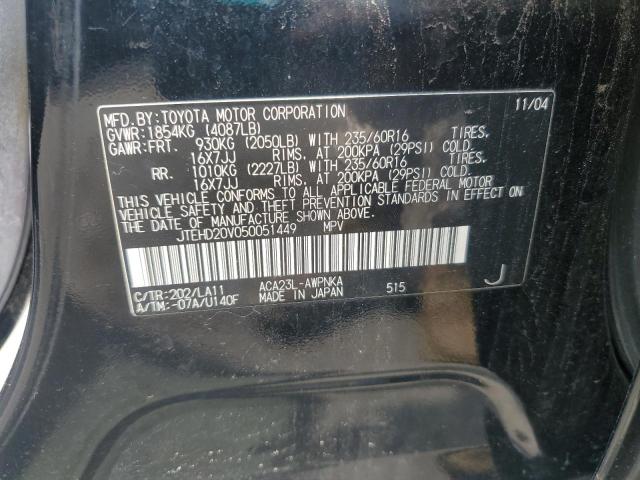 MFD. BY: TOYOTA MOTOR CORPORATION 11/04
GVWR: 1854KG (4087LB)
GAWR: FRT. 930KG (2050LB) WITH 235/60R16 TIRES,
16X7JJ RIMS, AT 200KPA (29PSI) COLD.
RR. 1010KG (2227LB) WITH 235/60R16 TIRES,
16X7JJ RIMS, AT 200KPA (29PSI) COLD.
THIS VEHICLE CONFORMS TO ALL APPLICABLE FEDERAL MOTOR
VEHICLE SAFETY AND THEFT PREVENTION STANDARDS IN EFFECT ON
THE DATE OF MANUFACTURE SHOWN ABOVE.
JTEHD20V050051449 MPV
C/TR: 202/LA11 ACA23L-AWPNKA 515 J
A/TM: -07A/U140F MADE IN JAPAN